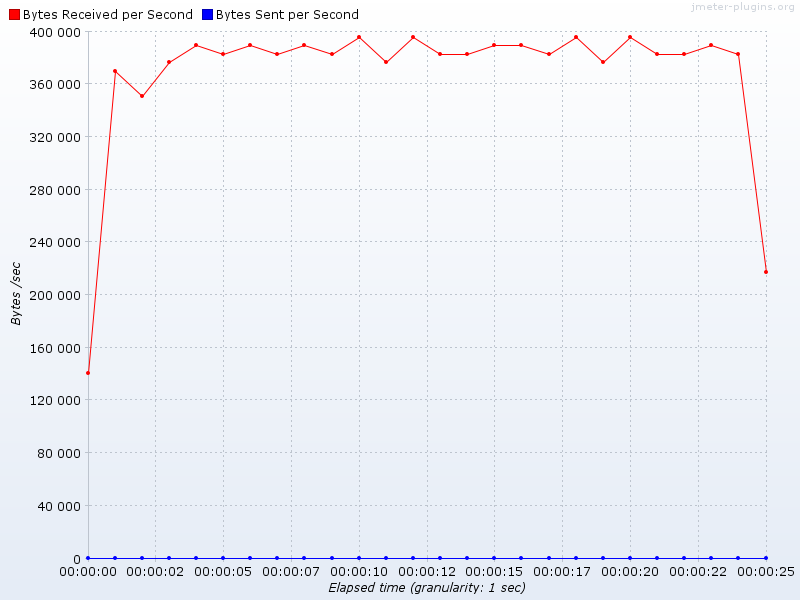 jmeter-plugins.org
Bytes Received per Second Bytes Sent per Second
400 000
360 000
320 000
280 000
240 000
200 000
160 000
120 000
80 000
40 000
0
Bytes /sec
00:00:00 00:00:02 00:00:05 00:00:07 00:00:10 00:00:12 00:00:15 00:00:17 00:00:20 00:00:22 00:00:25
Elapsed time (granularity: 1 sec)